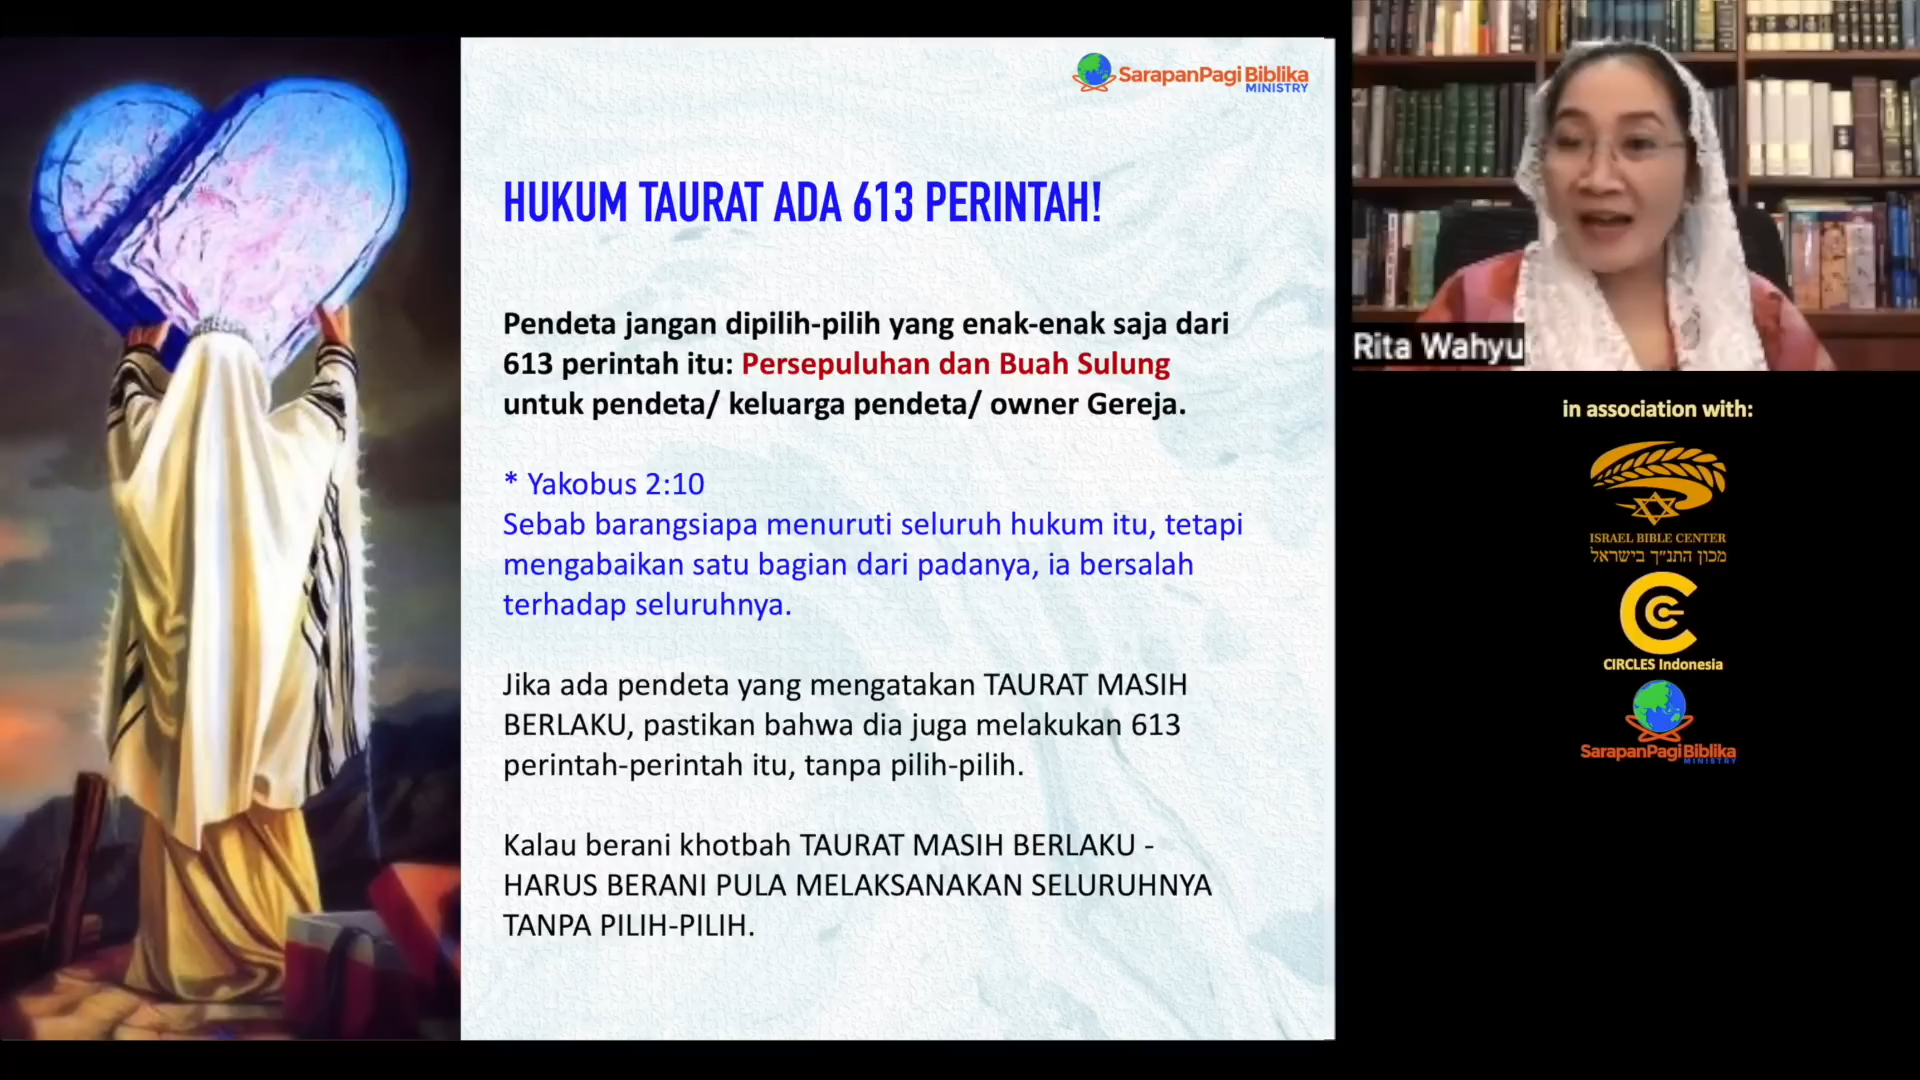 SarapanPagi Biblika
MINISTRY
HUKUM TAURAT ADA 613 PERINTAH!
Pendeta jangan dipilih-pilih yang enak-enak saja dari
613 perintah itu: Persepuluhan dan Buah Sulung
untuk pendeta/ keluarga pendeta/ owner Gereja.
* Yakobus 2:10
Sebab barangsiapa menuruti seluruh hukum itu, tetapi
mengabaikan satu bagian dari padanya, ia bersalah
terhadap seluruhnya.
Jika ada pendeta yang mengatakan TAURAT MASIH
BERLAKU, pastikan bahwa dia juga melakukan 613
perintah-perintah itu, tanpa pilih-pilih.
Kalau berani khotbah TAURAT MASIH BERLAKU -
HARUS BERANI PULA MELAKSANAKAN SELURUHNYA
TANPA PILIH-PILIH.
Rita Wahyu
in association with:
ISRAEL BIBLE CENTER
מכון התנ״ך בישראל
CIRCLES Indonesia
SarapanPagi Biblika
MINISTRY